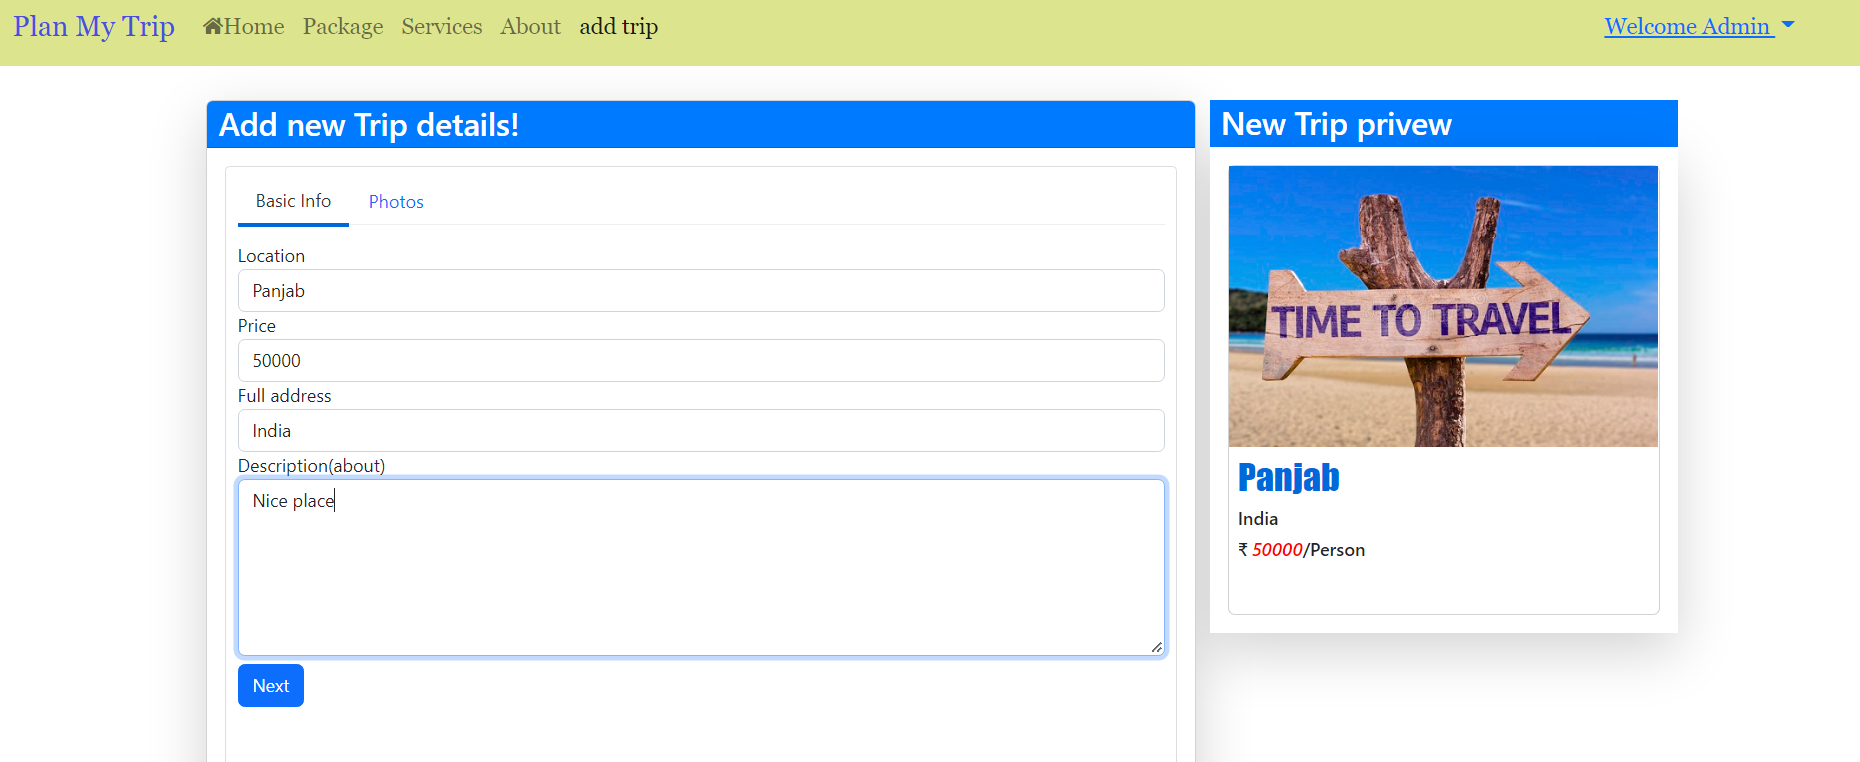 Plan My Trip Home Package Services About add trip Welcome Admin
Add new Trip details!
Basic Info Photos
Location
Panjab
Price
50000
Full address
India
Description(about)
Nice place
Next
New Trip privew
TIME TO TRAVEL
Panjab
India
₹ 50000/Person